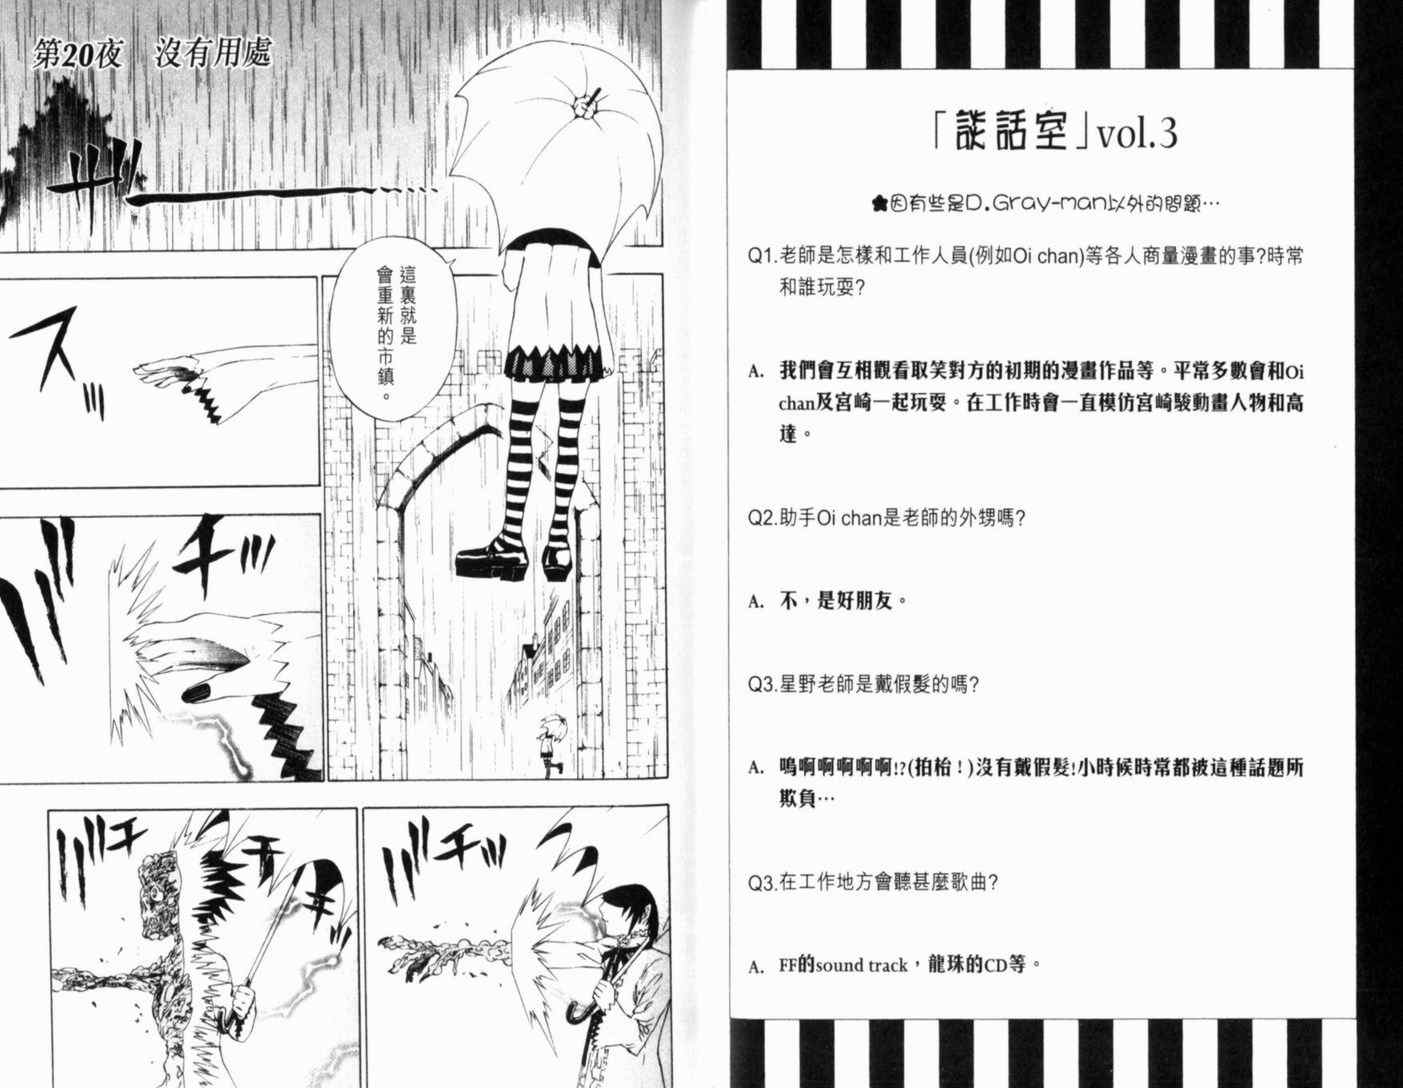 「談話室」vol.3
★因有些是D.Gray-man以外的問題…
Q1.老師是怎樣和工作人員(例如Oi chan)等各人商量漫畫的事?時常
和誰玩耍?
A. 我們會互相觀看取笑對方的初期的漫畫作品等。平常多數會和Oi
chan及宮崎一起玩耍。在工作時會一直模仿宮崎駿動畫人物和高
達。
Q2.助手Oi chan是老師的外甥嗎?
A. 不，是好朋友。
Q3.星野老師是戴假髮的嗎?
A. 嗚啊啊啊啊啊!?(拍枱！)沒有戴假髮!小時候時常都被這種話題所
欺負…
Q3.在工作地方會聽甚麼歌曲?
A. FF的sound track，龍珠的CD等。
第20夜　沒有用處
ザー
這裏就是
會重新的市鎮。
ス
チ
チ
チ
チ
チ